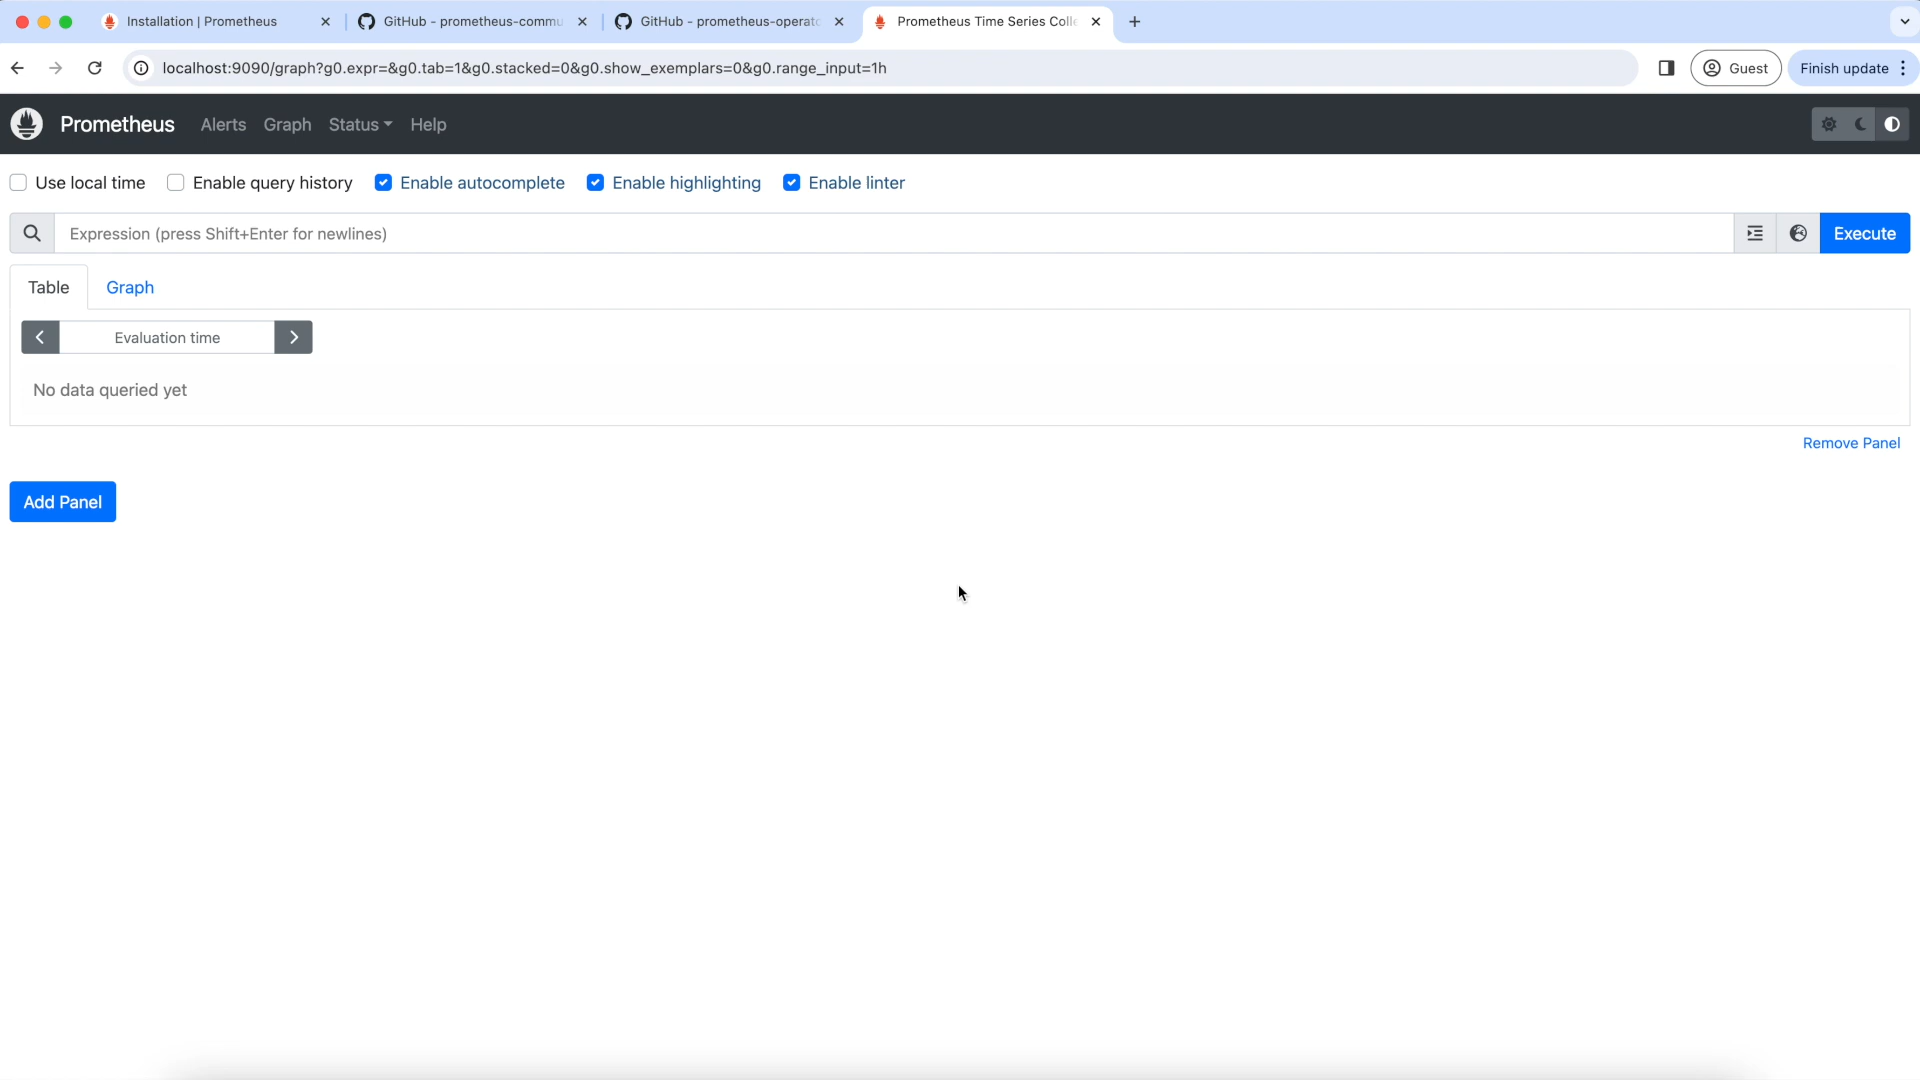 Installation | Prometheus
GitHub - prometheus-commu
GitHub - prometheus-operato
Prometheus Time Series Colle
localhost:9090/graph?g0.expr=&g0.tab=1&g0.stacked=0&g0.show_exemplars=0&g0.range_input=1h
Guest
Finish update
Prometheus
Alerts
Graph
Status
Help
Use local time
Enable query history
Enable autocomplete
Enable highlighting
Enable linter
Expression (press Shift+Enter for newlines)
Execute
Table
Graph
Evaluation time
No data queried yet
Remove Panel
Add Panel